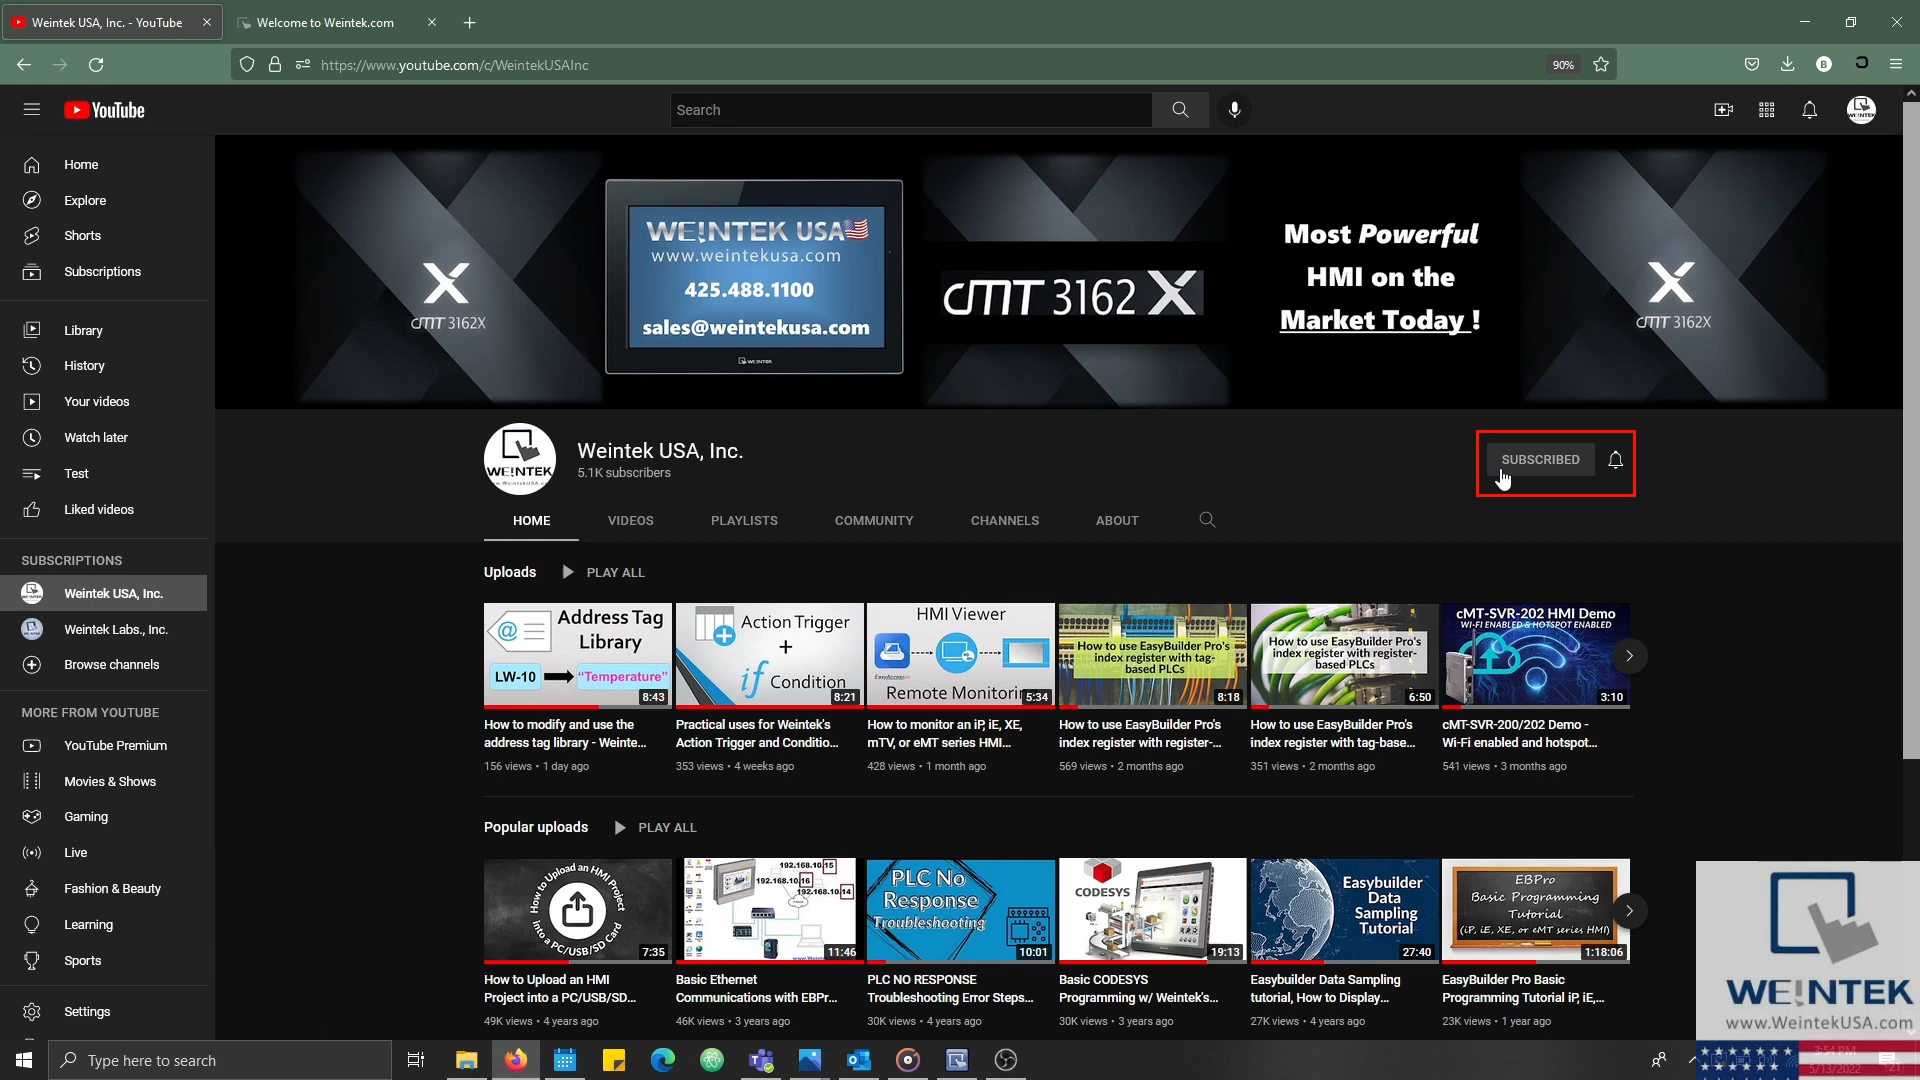 Weintek USA, Inc. - YouTube
Welcome to Weintek.com
https://www.youtube.com/c/WeintekUSAInc
90%
B
YouTube
Search
WEINTEK
Home
Explore
Shorts
Subscriptions
Library
History
Your videos
Watch later
Test
Liked videos
SUBSCRIPTIONS
Weintek USA, Inc.
Weintek Labs., Inc.
Browse channels
MORE FROM YOUTUBE
YouTube Premium
Movies & Shows
Gaming
Live
Fashion & Beauty
Learning
Sports
Settings
X
cMT 3162X
WE!NTEK USA
www.weintekusa.com
425.488.1100
sales@weintekusa.com
WE!NTEK
cMT 3162 X
Most Powerful
HMI on the
Market Today !
X
cMT 3162X
WE!NTEK
Weintek USA, Inc.
5.1K subscribers
SUBSCRIBED
HOME
VIDEOS
PLAYLISTS
COMMUNITY
CHANNELS
ABOUT
Uploads
PLAY ALL
Address Tag
Library
LW-10
"Temperature"
8:43
How to modify and use the
address tag library - Weinte...
156 views • 1 day ago
Action Trigger
+
if Condition
8:21
Practical uses for Weintek's
Action Trigger and Conditio...
353 views • 4 weeks ago
HMI Viewer
Remote Monitorin
5:34
How to monitor an iP, iE, XE,
mTV, or eMT series HMI...
428 views • 1 month ago
How to use EasyBuilder Pro's
index register with tag-
based PLCs
8:18
How to use EasyBuilder Pro's
index register with register-...
569 views • 2 months ago
How to use EasyBuilder Pro's
index register with register-
based PLCs
6:50
How to use EasyBuilder Pro's
index register with tag-base...
351 views • 2 months ago
cMT-SVR-202 HMI Demo
WI-FI ENABLED & HOTSPOT ENABLED
3:10
cMT-SVR-200/202 Demo -
Wi-Fi enabled and hotspot...
541 views • 3 months ago
Popular uploads
PLAY ALL
How to Upload an HMI Project
into a PC/USB/SD Card
7:35
How to Upload an HMI
Project into a PC/USB/SD...
49K views • 4 years ago
192.168.10.15
192.168.10.16
192.168.10.14
11:46
Basic Ethernet
Communications with EBPr...
46K views • 3 years ago
PLC No
Response
Troubleshooting
10:01
PLC NO RESPONSE
Troubleshooting Error Steps...
30K views • 4 years ago
CODESYS
19:13
Basic CODESYS
Programming w/ Weintek's...
30K views • 3 years ago
Easybuilder
Data
Sampling
Tutorial
27:40
Easybuilder Data Sampling
tutorial, How to Display...
27K views • 4 years ago
EBPro
Basic Programming
Tutorial
(iP, iE, XE, or eMT series HMI)
1:18:06
EasyBuilder Pro Basic
Programming Tutorial iP, iE,...
23K views • 1 year ago
WE!NTEK
www.WeintekUSA.com
Type here to search
3:54 PM
5/13/2022
21